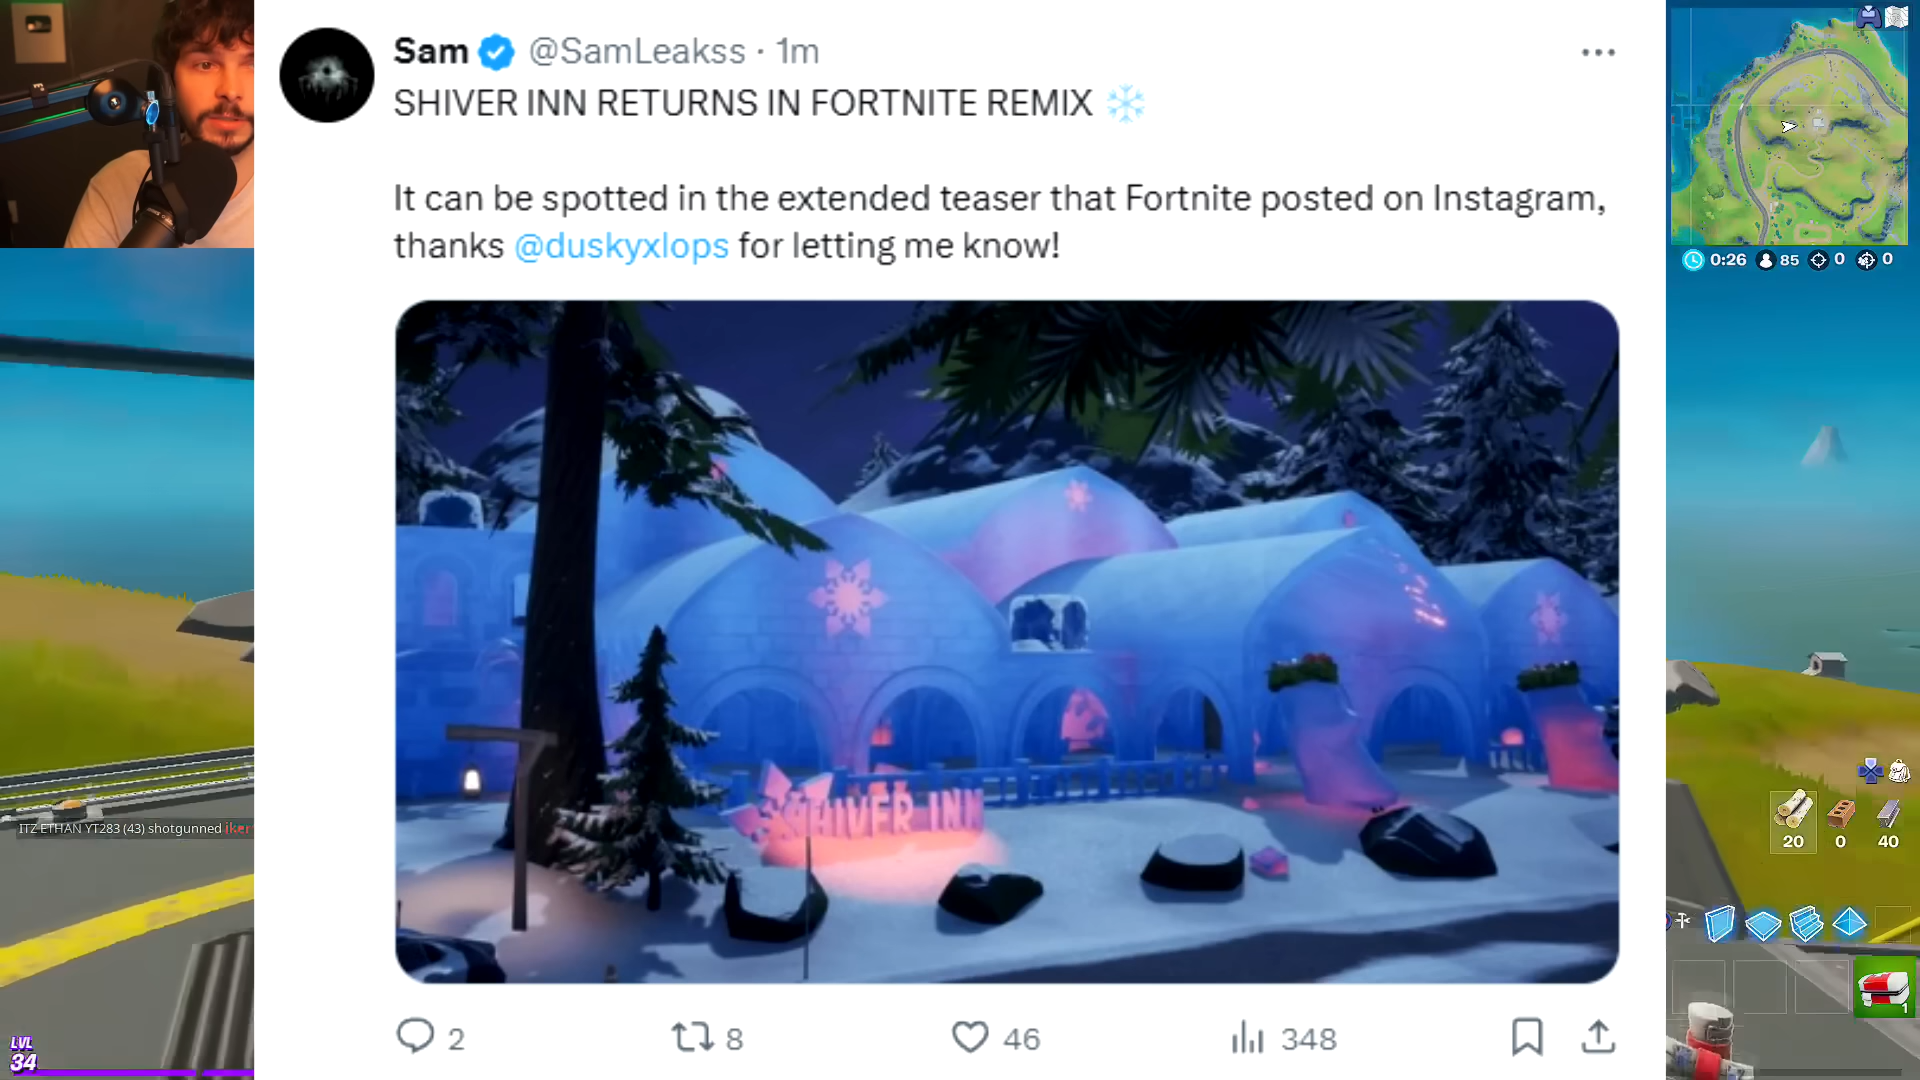 Sam @SamLeakss · 1m
SHIVER INN RETURNS IN FORTNITE REMIX ❄️
It can be spotted in the extended teaser that Fortnite posted on Instagram,
thanks @duskyxlops for letting me know!
SHIVER INN
2 8 46 348
0:26 85 0 0
ITZ ETHAN YT283 (43) shotgunned iker
20 0 40
1
LVL
34